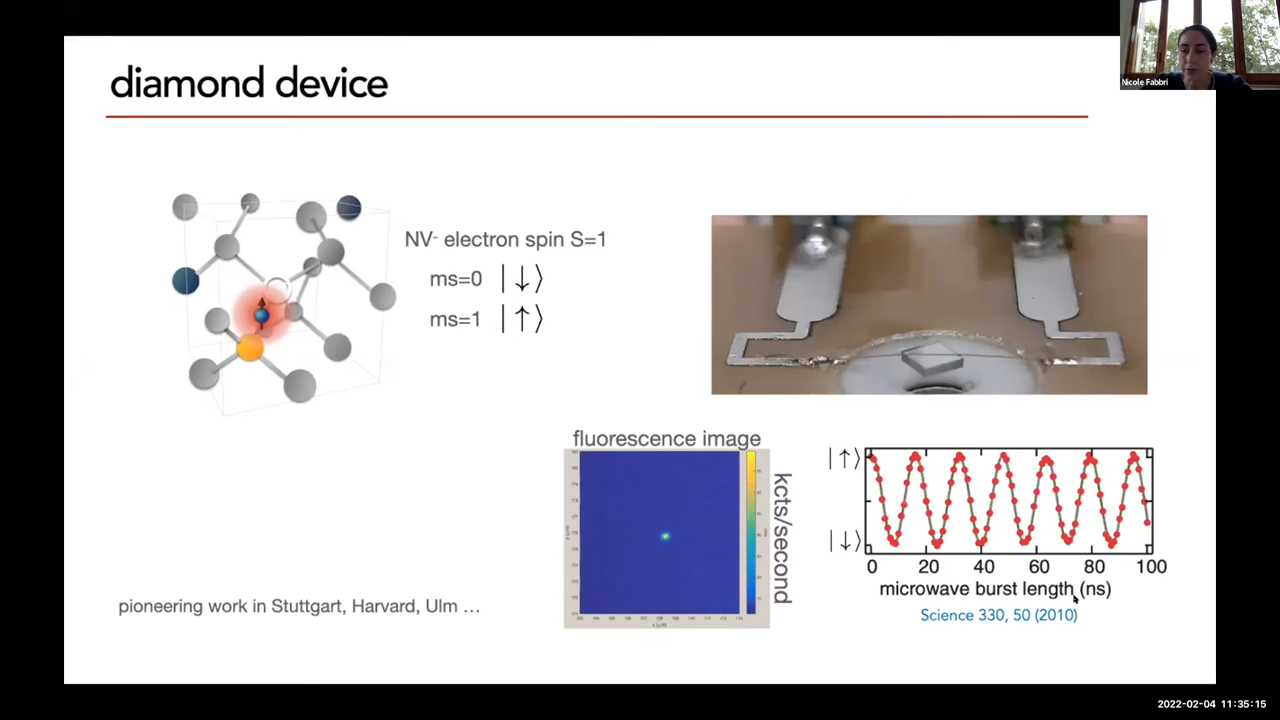 Nicole Fabbri
diamond device
NV- electron spin S=1
ms=0 |↓⟩
ms=1 |↑⟩
fluorescence image
kcts/second
|↑⟩
|↓⟩
0 20 40 60 80 100
microwave burst length (ns)
Science 330, 50 (2010)
pioneering work in Stuttgart, Harvard, Ulm ...
2022-02-04 11:35:15